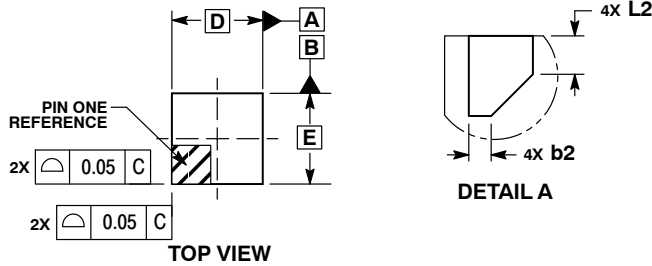 D
A
B
PIN ONE
REFERENCE
E
2X ⌓ 0.05 C
2X ⌓ 0.05 C
TOP VIEW
4X L2
4X b2
DETAIL A